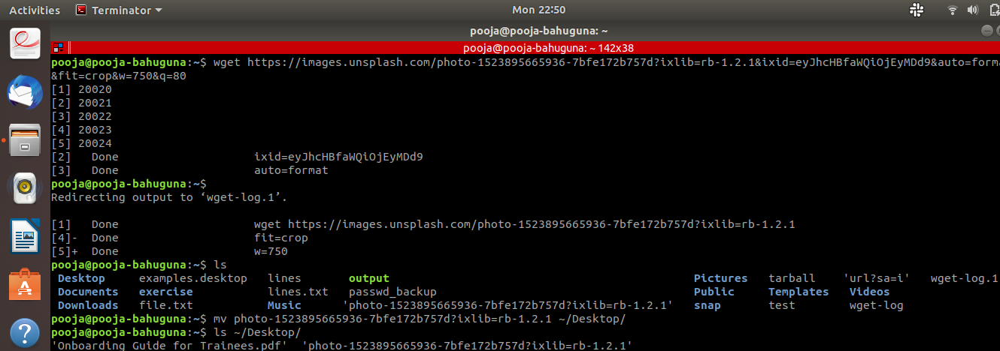 Activities Terminator Mon 22:50
pooja@pooja-bahuguna: ~
pooja@pooja-bahuguna: ~ 142x38
pooja@pooja-bahuguna:~$ wget https://images.unsplash.com/photo-1523895665936-7bfe172b757d?ixlib=rb-1.2.1&ixid=eyJhcHBfaWQiOjEyMDd9&auto=forma
&fit=crop&w=750&q=80
[1] 20020
[2] 20021
[3] 20022
[4] 20023
[5] 20024
[2]   Done                    ixid=eyJhcHBfaWQiOjEyMDd9
[3]   Done                    auto=format
pooja@pooja-bahuguna:~$
Redirecting output to ‘wget-log.1’.
[1]   Done                    wget https://images.unsplash.com/photo-1523895665936-7bfe172b757d?ixlib=rb-1.2.1
[4]-  Done                    fit=crop
[5]+  Done                    w=750
pooja@pooja-bahuguna:~$ ls
Desktop examples.desktop lines output Pictures tarball 'url?sa=i' wget-log.1
Documents exercise lines.txt passwd_backup Public Templates Videos
Downloads file.txt Music 'photo-1523895665936-7bfe172b757d?ixlib=rb-1.2.1' snap test wget-log
pooja@pooja-bahuguna:~$ mv photo-1523895665936-7bfe172b757d?ixlib=rb-1.2.1 ~/Desktop/
pooja@pooja-bahuguna:~$ ls ~/Desktop/
'Onboarding Guide for Trainees.pdf' 'photo-1523895665936-7bfe172b757d?ixlib=rb-1.2.1'